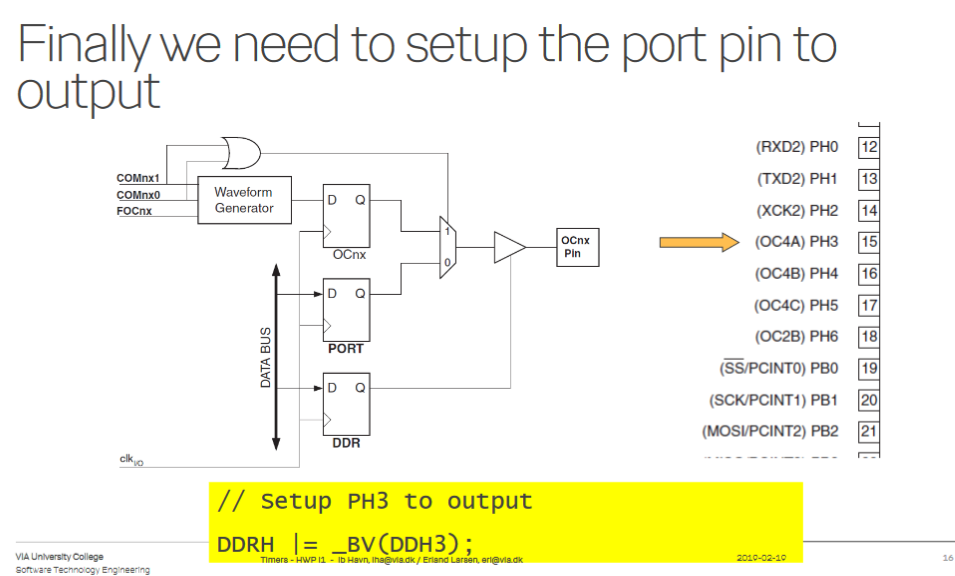 Finally we need to setup the port pin to
output
COMnx1
COMnx0
FOCnx
Waveform
Generator
D Q
OCnx
1
0
OCnx
Pin
D Q
PORT
D Q
DDR
DATA BUS
clkI/O
(RXD2) PH0 12
(TXD2) PH1 13
(XCK2) PH2 14
(OC4A) PH3 15
(OC4B) PH4 16
(OC4C) PH5 17
(OC2B) PH6 18
(SS/PCINT0) PB0 19
(SCK/PCINT1) PB1 20
(MOSI/PCINT2) PB2 21
// Setup PH3 to output
DDRH |= _BV(DDH3);
VIA University College
Software Technology Engineering
Timers - HWP I1 - Ib Havn, iha@via.dk / Erland Larsen, erl@via.dk
2019-02-19
16